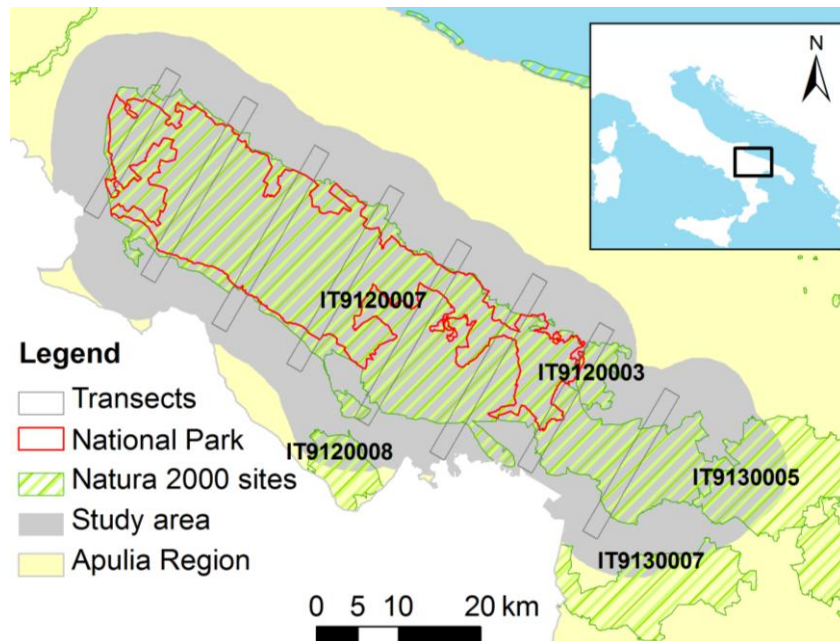 N
IT9120007
IT9120003
IT9120008
IT9130005
IT9130007
Legend
Transects
National Park
Natura 2000 sites
Study area
Apulia Region
0 5 10 20 km